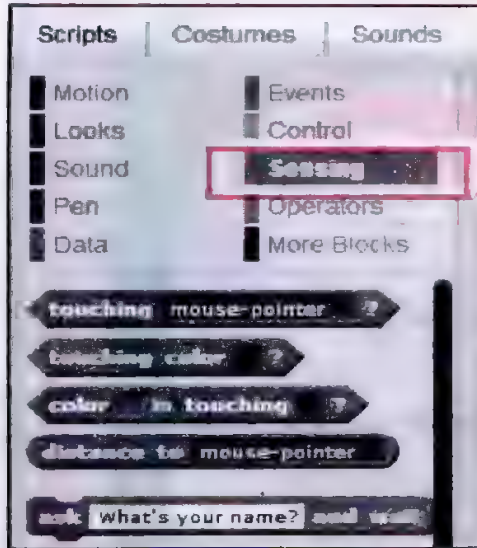 Scripts Costumes Sounds
Motion Events
Looks Control
Sound Sensing
Pen Operators
Data More Blocks
touching mouse-pointer ?
touching color ?
color is touching ?
distance to mouse-pointer
ask What's your name? and wait